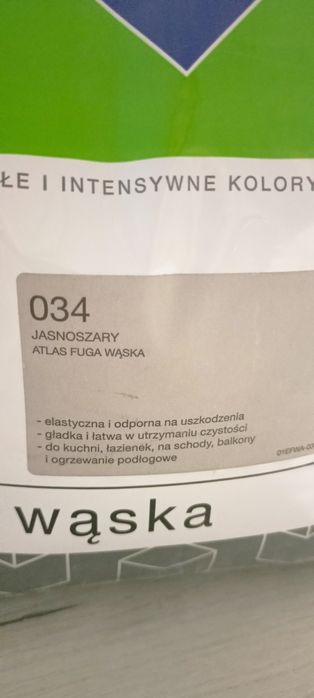 ŁE I INTENSYWNE KOLORY
034
JASNOSZARY
ATLAS FUGA WĄSKA
- elastyczna i odporna na uszkodzenia
- gładka i łatwa w utrzymaniu czystości
- do kuchni, łazienek, na schody, balkony
i ogrzewanie podłogowe
wąska